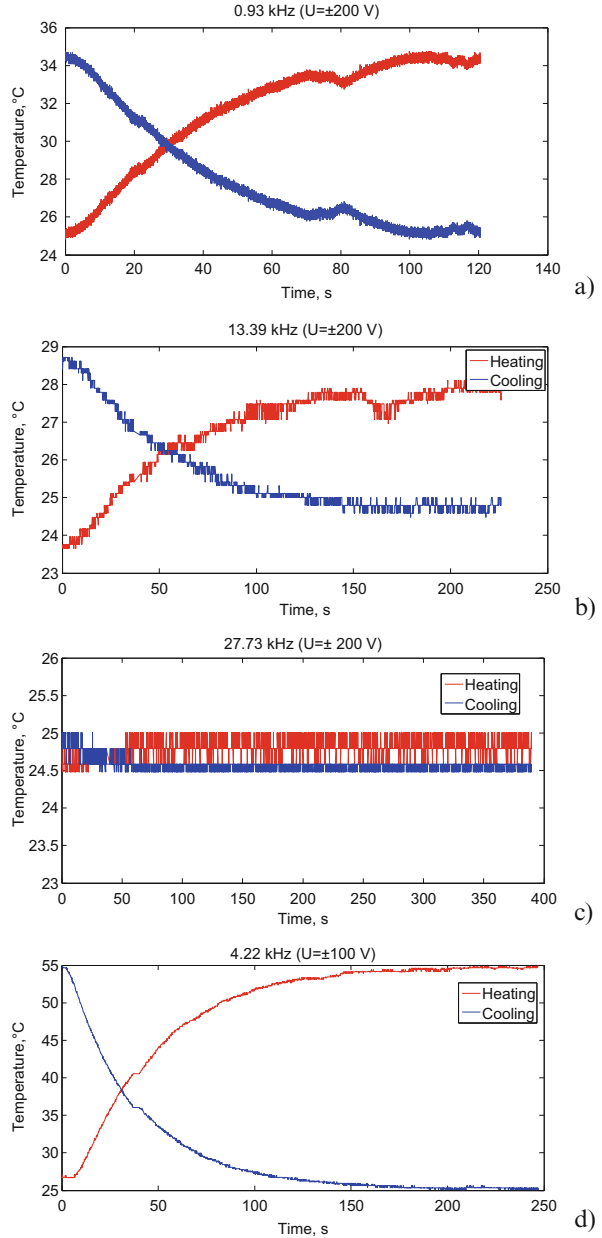 0.93 kHz (U=±200 V)
36
34
32
30
28
26
24
Temperature,°C
0 20 40 60 80 100 120 140
Time, s
a)
13.39 kHz (U=±200 V)
29
28
27
26
25
24
23
Temperature, °C
Heating
Cooling
0 50 100 150 200 250
Time, s
b)
27.73 kHz (U=± 200 V)
26
25.5
25
24.5
24
23.5
23
Temperature, °C
Heating
Cooling
0 50 100 150 200 250 300 350 400
Time, s
c)
4.22 kHz (U=±100 V)
55
50
45
40
35
30
25
Temperature,°C
Heating
Cooling
0 50 100 150 200 250
Time, s
d)